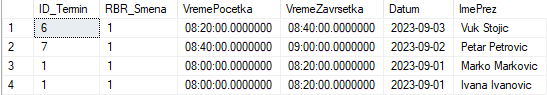 ID_Termin RBR_Smena VremePocetka VremeZavrsetka Datum ImePrez
1 6 1 08:20:00.0000000 08:40:00.0000000 2023-09-03 Vuk Stojic
2 7 1 08:40:00.0000000 09:00:00.0000000 2023-09-02 Petar Petrovic
3 1 1 08:00:00.0000000 08:20:00.0000000 2023-09-01 Marko Markovic
4 1 1 08:00:00.0000000 08:20:00.0000000 2023-09-01 Ivana Ivanovic